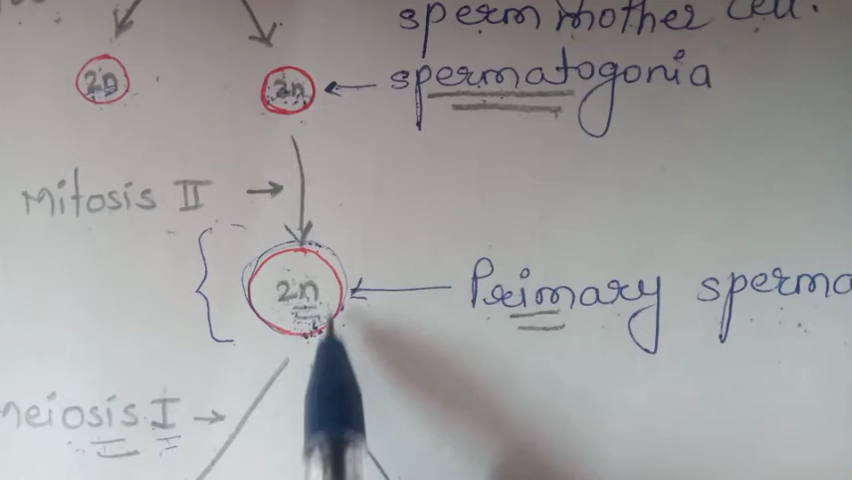 sperm mother cell.
2n
2n
spermatogonia
Mitosis II
2n
Primary sperma
meiosis I